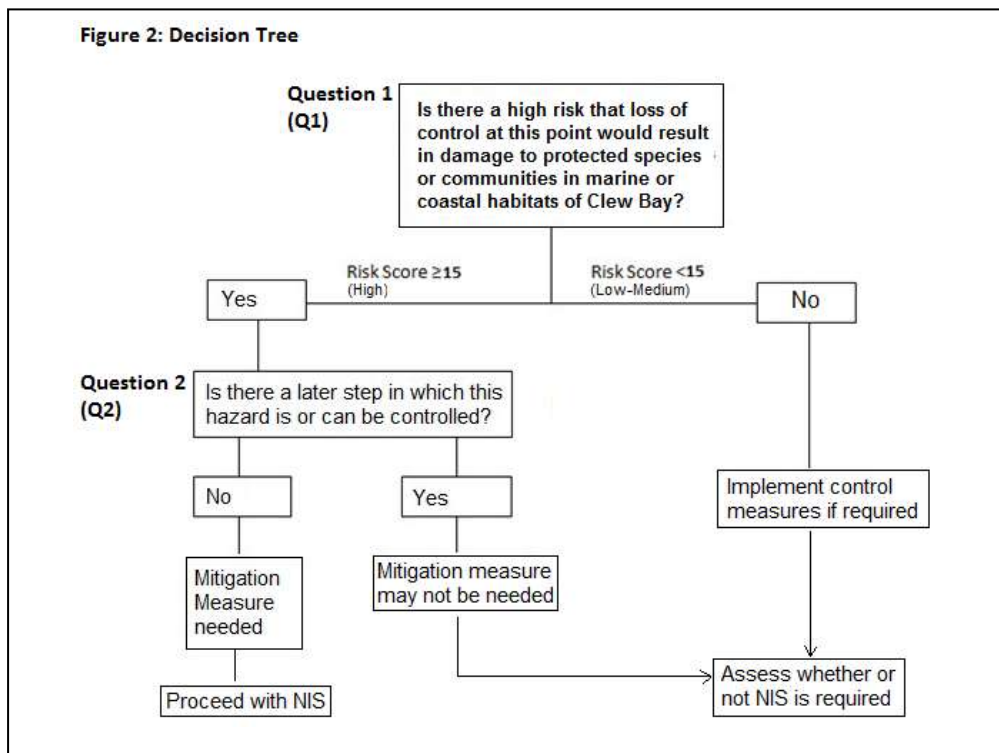 Figure 2: Decision Tree
Question 1
(Q1)
Is there a high risk that loss of
control at this point would result
in damage to protected species
or communities in marine or
coastal habitats of Clew Bay?
Risk Score ≥15
(High)
Risk Score <15
(Low-Medium)
Yes
No
Question 2
(Q2)
Is there a later step in which this
hazard is or can be controlled?
No
Yes
Implement control
measures if required
Mitigation
Measure
needed
Mitigation measure
may not be needed
Proceed with NIS
Assess whether or
not NIS is required